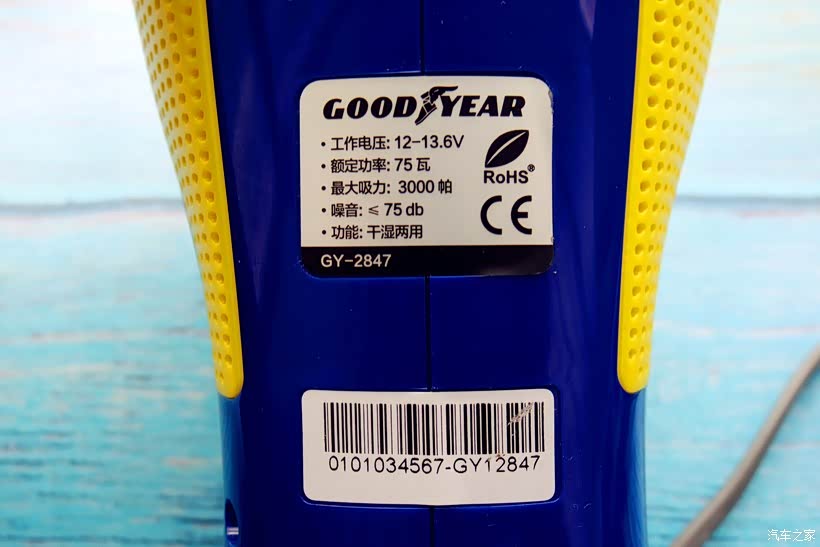 GOODYEAR
• 工作电压: 12-13.6V
• 额定功率: 75 瓦
• 最大吸力: 3000 帕
• 噪音: ≤ 75 db
• 功能: 干湿两用
RoHS®
CE
GY-2847
0101034567-GY12847
汽车之家